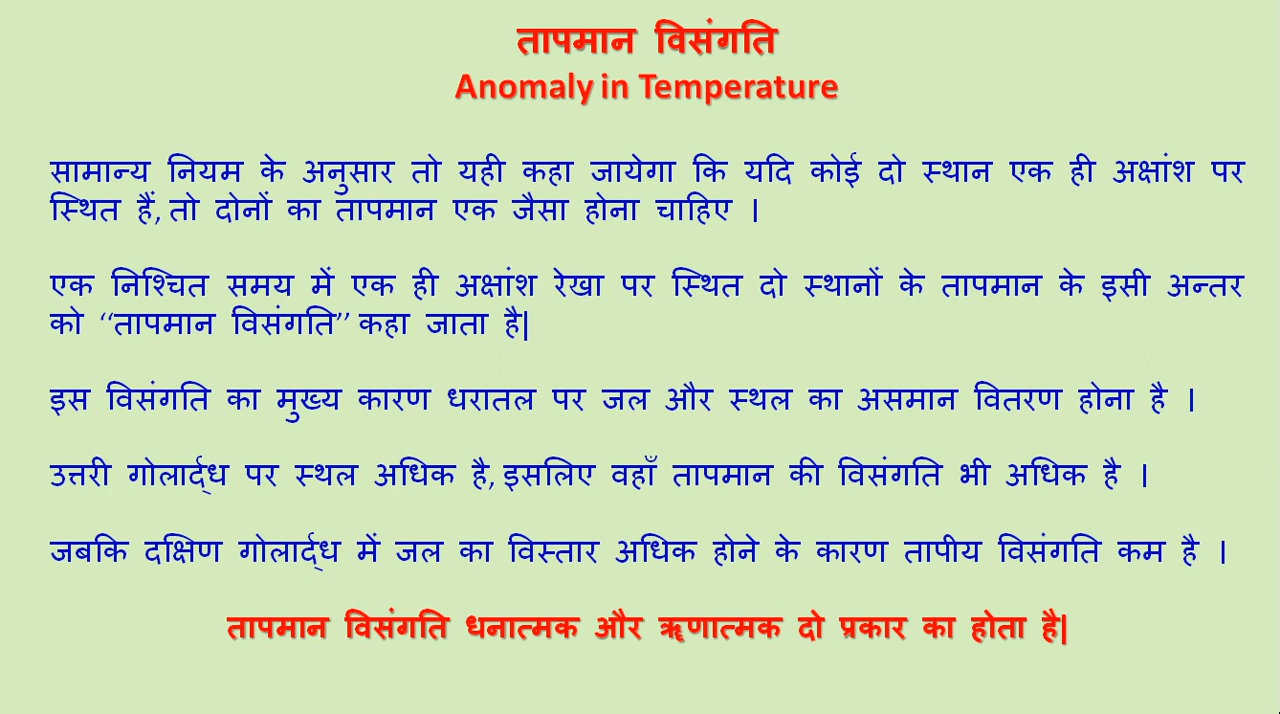 तापमान विसंगति
Anomaly in Temperature
सामान्य नियम के अनुसार तो यही कहा जायेगा कि यदि कोई दो स्थान एक ही अक्षांश पर
स्थित हैं, तो दोनों का तापमान एक जैसा होना चाहिए ।
एक निश्चित समय में एक ही अक्षांश रेखा पर स्थित दो स्थानों के तापमान के इसी अन्तर
को “तापमान विसंगति” कहा जाता है|
इस विसंगति का मुख्य कारण धरातल पर जल और स्थल का असमान वितरण होना है ।
उत्तरी गोलार्द्ध पर स्थल अधिक है, इसलिए वहाँ तापमान की विसंगति भी अधिक है ।
जबकि दक्षिण गोलार्द्ध में जल का विस्तार अधिक होने के कारण तापीय विसंगति कम है ।
तापमान विसंगति धनात्मक और ॠणात्मक दो प्रकार का होता है|